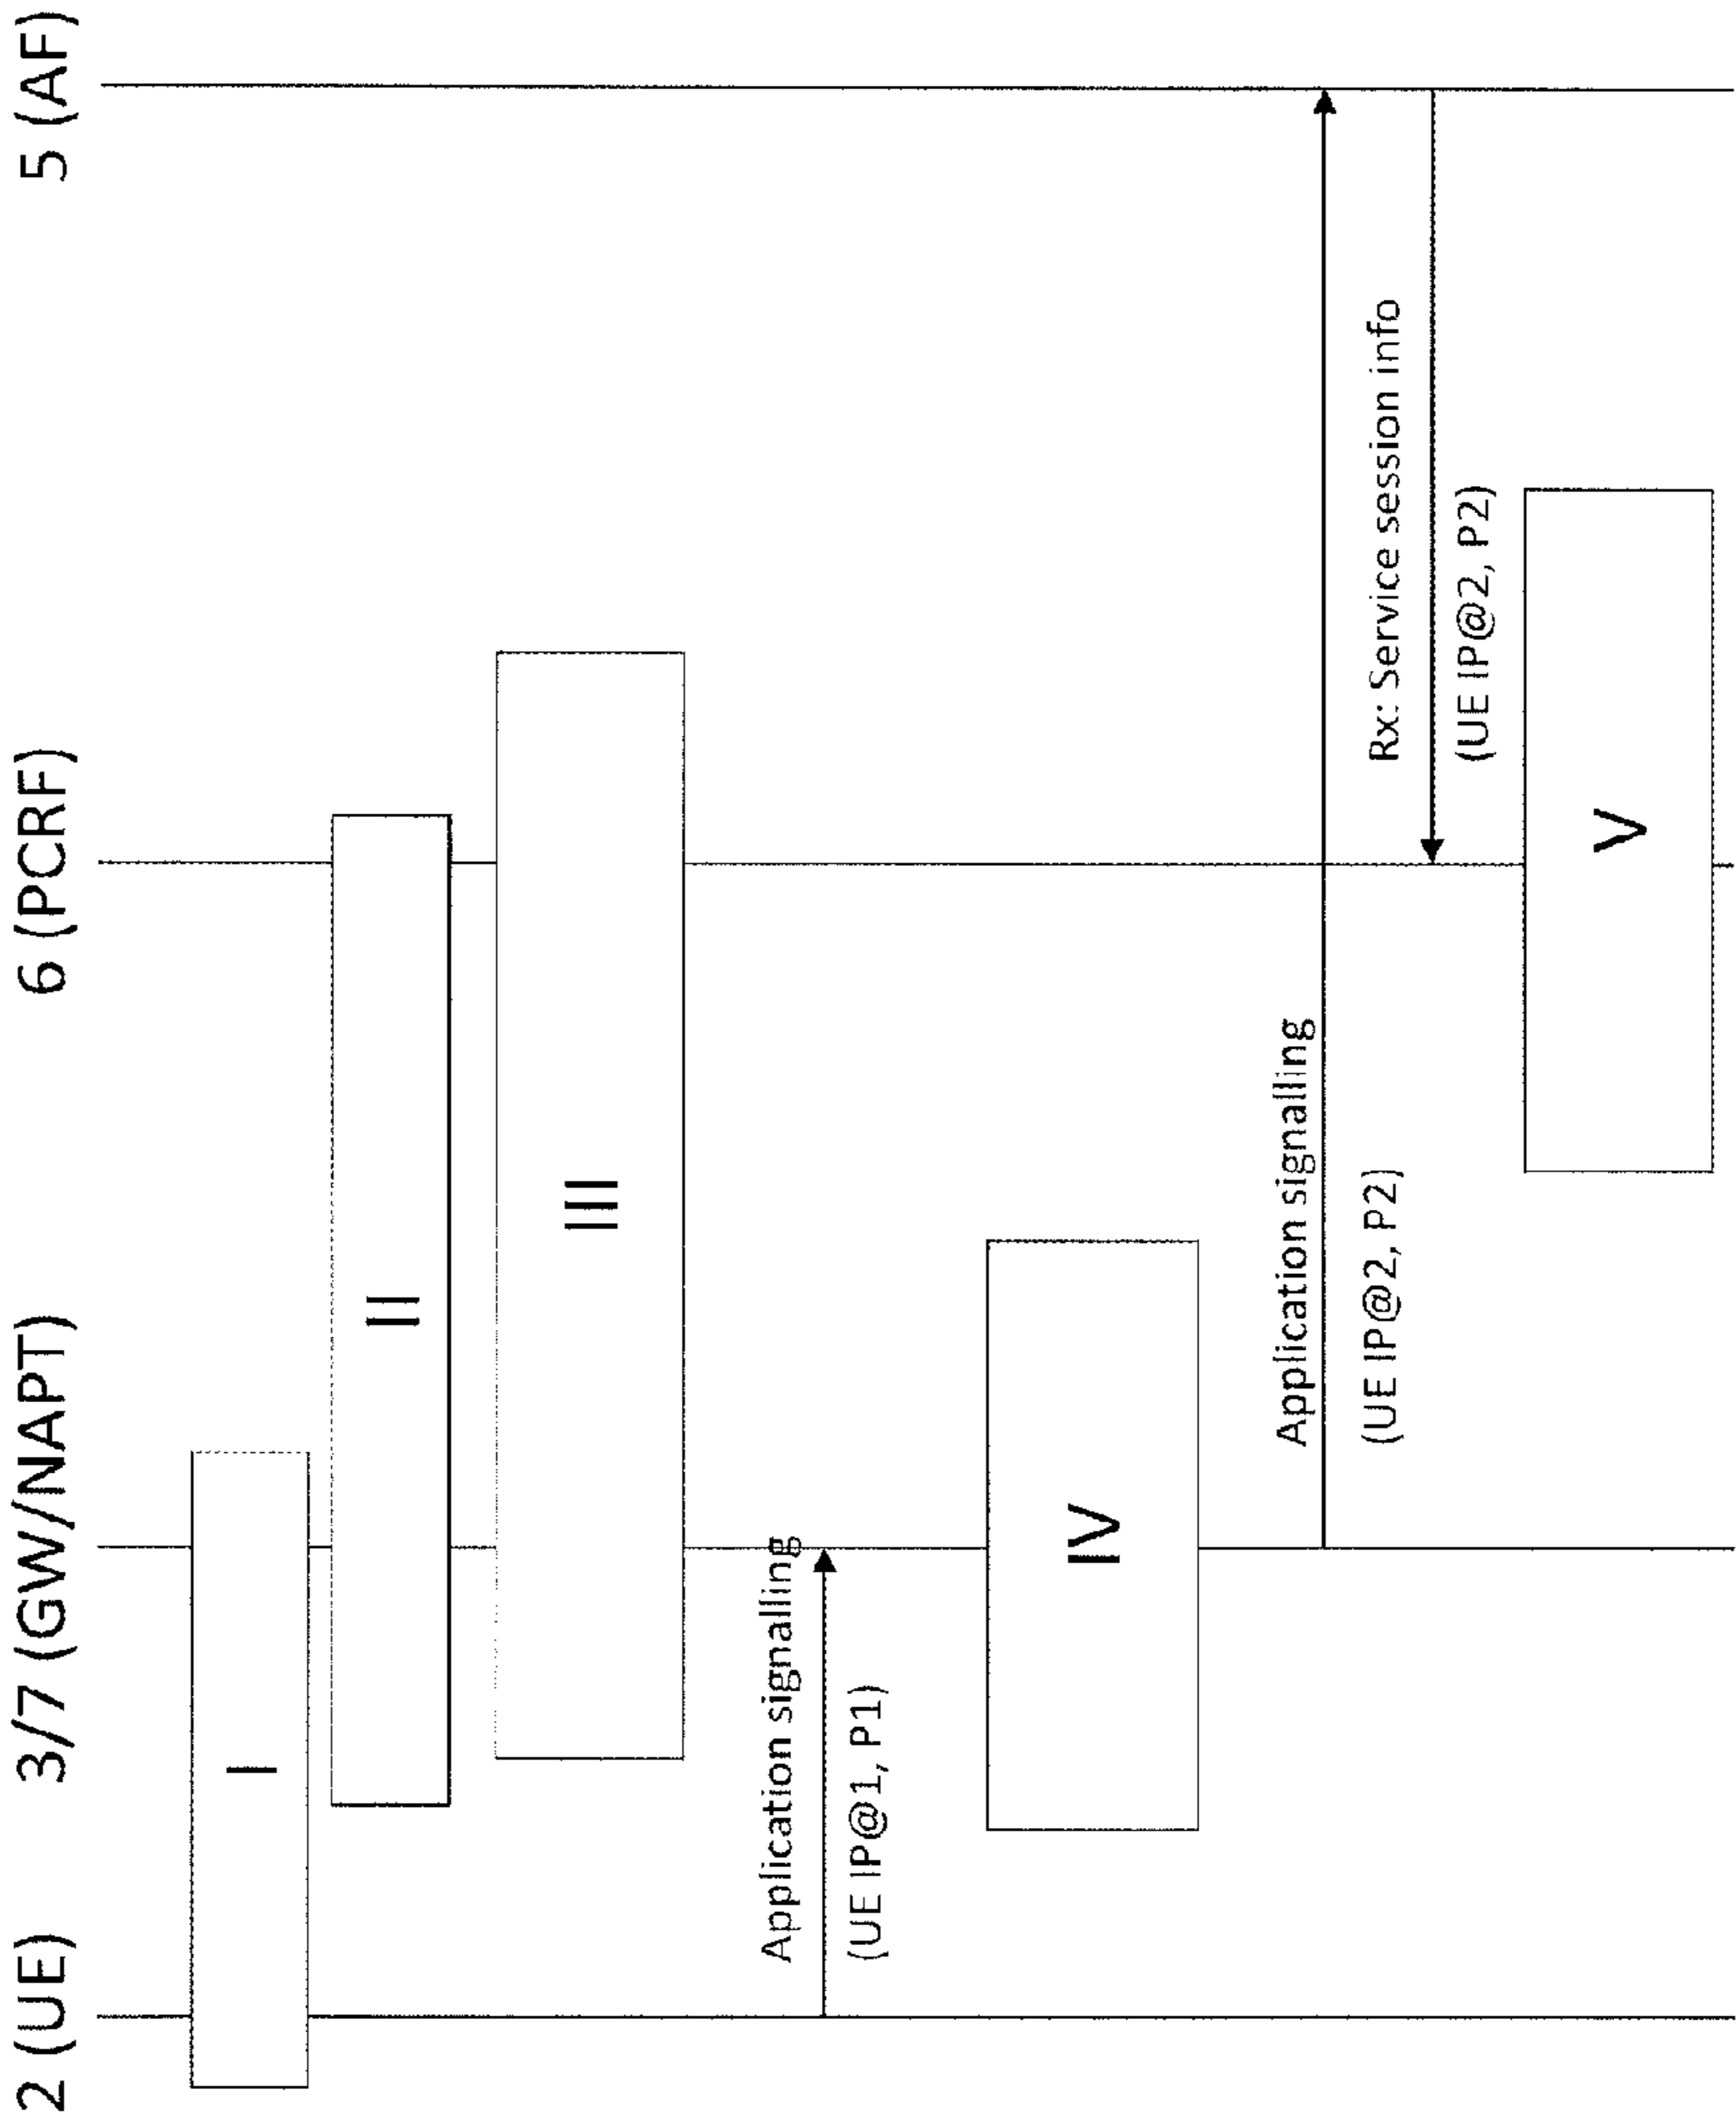 2 (UE)
3/7 (GW/NAPT)
6 (PCRF)
5 (AF)
I
II
III
Application signalling
(UE IP@1, P1)
IV
Application signalling
(UE IP@2, P2)
Rx: Service session info
(UE IP@2, P2)
V